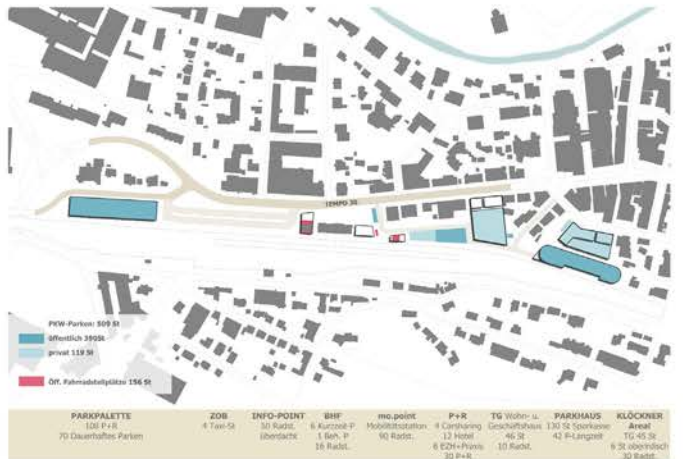 TEMPO 30
PKW-Parken: 509 St
öffentlich 390St
privat 119 St
Öff. Fahrradstellplätze 156 St
PARKPALETTE
108 P+R
70 Dauerhaftes Parken
ZOB
4 Taxi-St
INFO-POINT
50 Radst.
überdacht
BHF
6 Kurzzeit-P
1 Beh. P
16 Radst.
mo.point
Mobilitätsstation
90 Radst.
P+R
9 Carsharing
12 Hotel
6 EZH+Praxis
30 P+R
TG Wohn- u.
Geschäftshaus
46 St
10 Radst.
PARKHAUS
130 St Sparkasse
42 P-Langzeit
KLÖCKNER
Areal
TG 45 St
6 St oberirdisch
30 Radst.